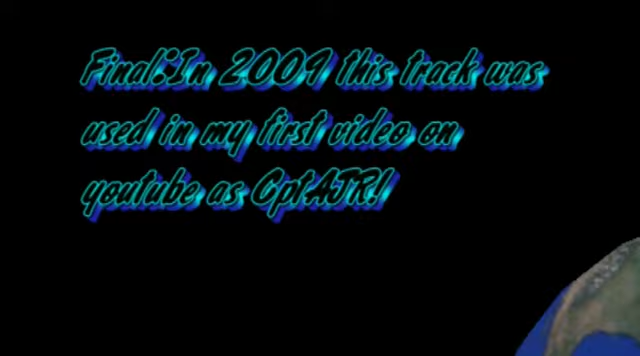 Final:In 2009 this track was
used in my first video on
youtube as CptAJR!